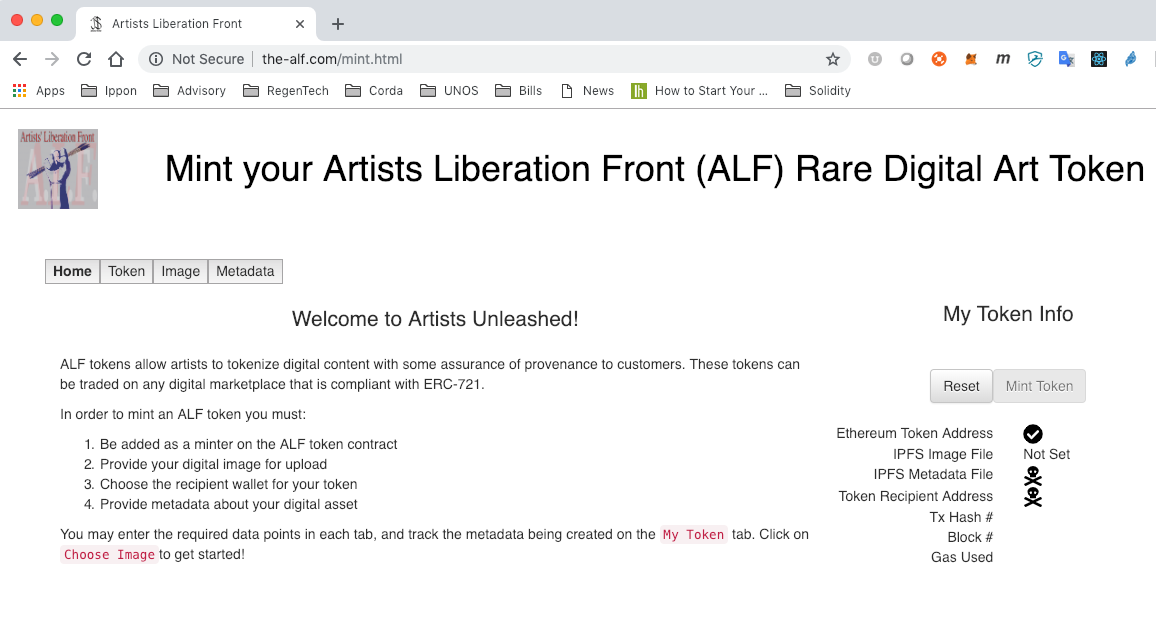 Artists Liberation Front
Not Secure
the-alf.com/mint.html
Apps
Ippon
Advisory
RegenTech
Corda
UNOS
Bills
News
How to Start Your ...
Solidity
Artists' Liberation Front
A.L.F.
Mint your Artists Liberation Front (ALF) Rare Digital Art Token
Home
Token
Image
Metadata
Welcome to Artists Unleashed!
ALF tokens allow artists to tokenize digital content with some assurance of provenance to customers. These tokens can
be traded on any digital marketplace that is compliant with ERC-721.
In order to mint an ALF token you must:
1. Be added as a minter on the ALF token contract
2. Provide your digital image for upload
3. Choose the recipient wallet for your token
4. Provide metadata about your digital asset
You may enter the required data points in each tab, and track the metadata being created on the My Token tab. Click on
Choose Image to get started!
My Token Info
Reset
Mint Token
Ethereum Token Address
IPFS Image File
Not Set
IPFS Metadata File
Token Recipient Address
Tx Hash #
Block #
Gas Used